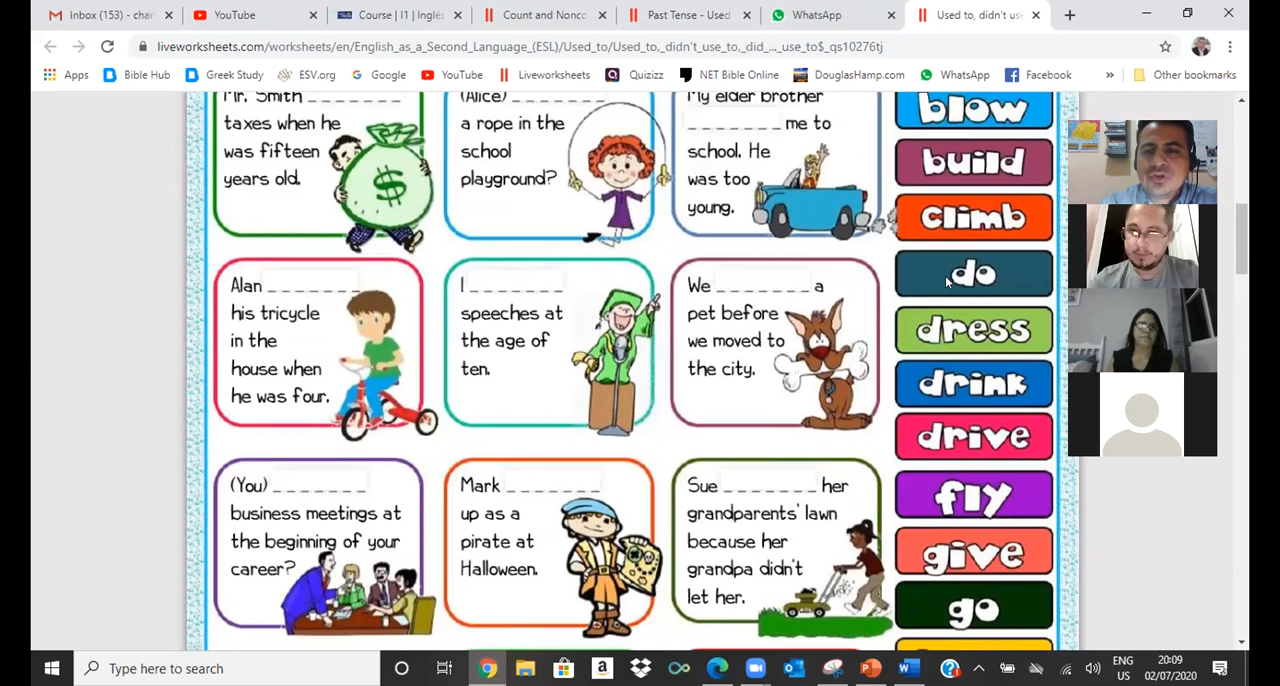 Inbox (153) - char
YouTube
Course | I1 | Inglés
Count and Nonco
Past Tense - Used
WhatsApp
Used to, didn't use
liveworksheets.com/worksheets/en/English_as_a_Second_Language_(ESL)/Used_to/Used_to,_didn't_use_to,_did_..._use_to$_qs10276tj
Apps
Bible Hub
Greek Study
ESV.org
Google
YouTube
Liveworksheets
Quizizz
NET Bible Online
DouglasHamp.com
WhatsApp
Facebook
»
Other bookmarks
Mr. Smith _ _ _ _ _ _ _ _
taxes when he
was fifteen
years old.
$
(Alice) _ _ _ _ _ _ _ _
a rope in the
school
playground?
My elder brother
_ _ _ _ _ _ _ _ me to
school. He
was too
young.
Alan _ _ _ _ _ _ _ _
his tricycle
in the
house when
he was four.
I _ _ _ _ _ _ _ _
speeches at
the age of
ten.
We _ _ _ _ _ _ _ _ a
pet before
we moved to
the city.
(You) _ _ _ _ _ _ _ _
business meetings at
the beginning of your
career?
Mark _ _ _ _ _ _ _ _
up as a
pirate at
Halloween.
Sue _ _ _ _ _ _ _ _ her
grandparents' lawn
because her
grandpa didn't
let her.
blow
build
climb
do
dress
drink
drive
fly
give
go
Type here to search
ENG
US
20:09
02/07/2020